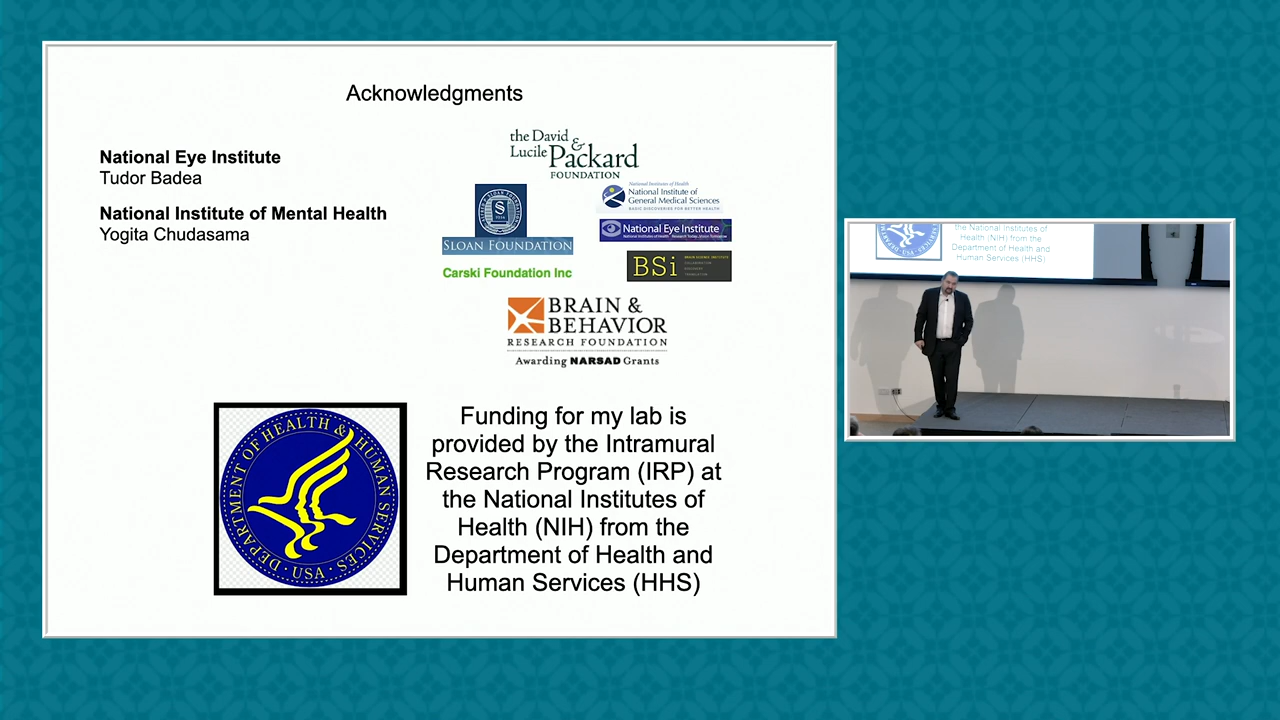 Acknowledgments
National Eye Institute
Tudor Badea
National Institute of Mental Health
Yogita Chudasama
the David &
Lucile Packard
FOUNDATION
SLOAN FOUNDATION
National Institutes of Health
National Institute of
General Medical Sciences
BASIC DISCOVERIES FOR BETTER HEALTH
National Eye Institute
BSi
BRAIN SCIENCE INSTITUTE
Carski Foundation Inc
BRAIN &
BEHAVIOR
RESEARCH FOUNDATION
Awarding NARSAD Grants
DEPARTMENT OF HEALTH & HUMAN SERVICES · USA ·
Funding for my lab is
provided by the Intramural
Research Program (IRP) at
the National Institutes of
Health (NIH) from the
Department of Health and
Human Services (HHS)
the National Institutes of
Health (NIH) from the
Department of Health and
Human Services (HHS)